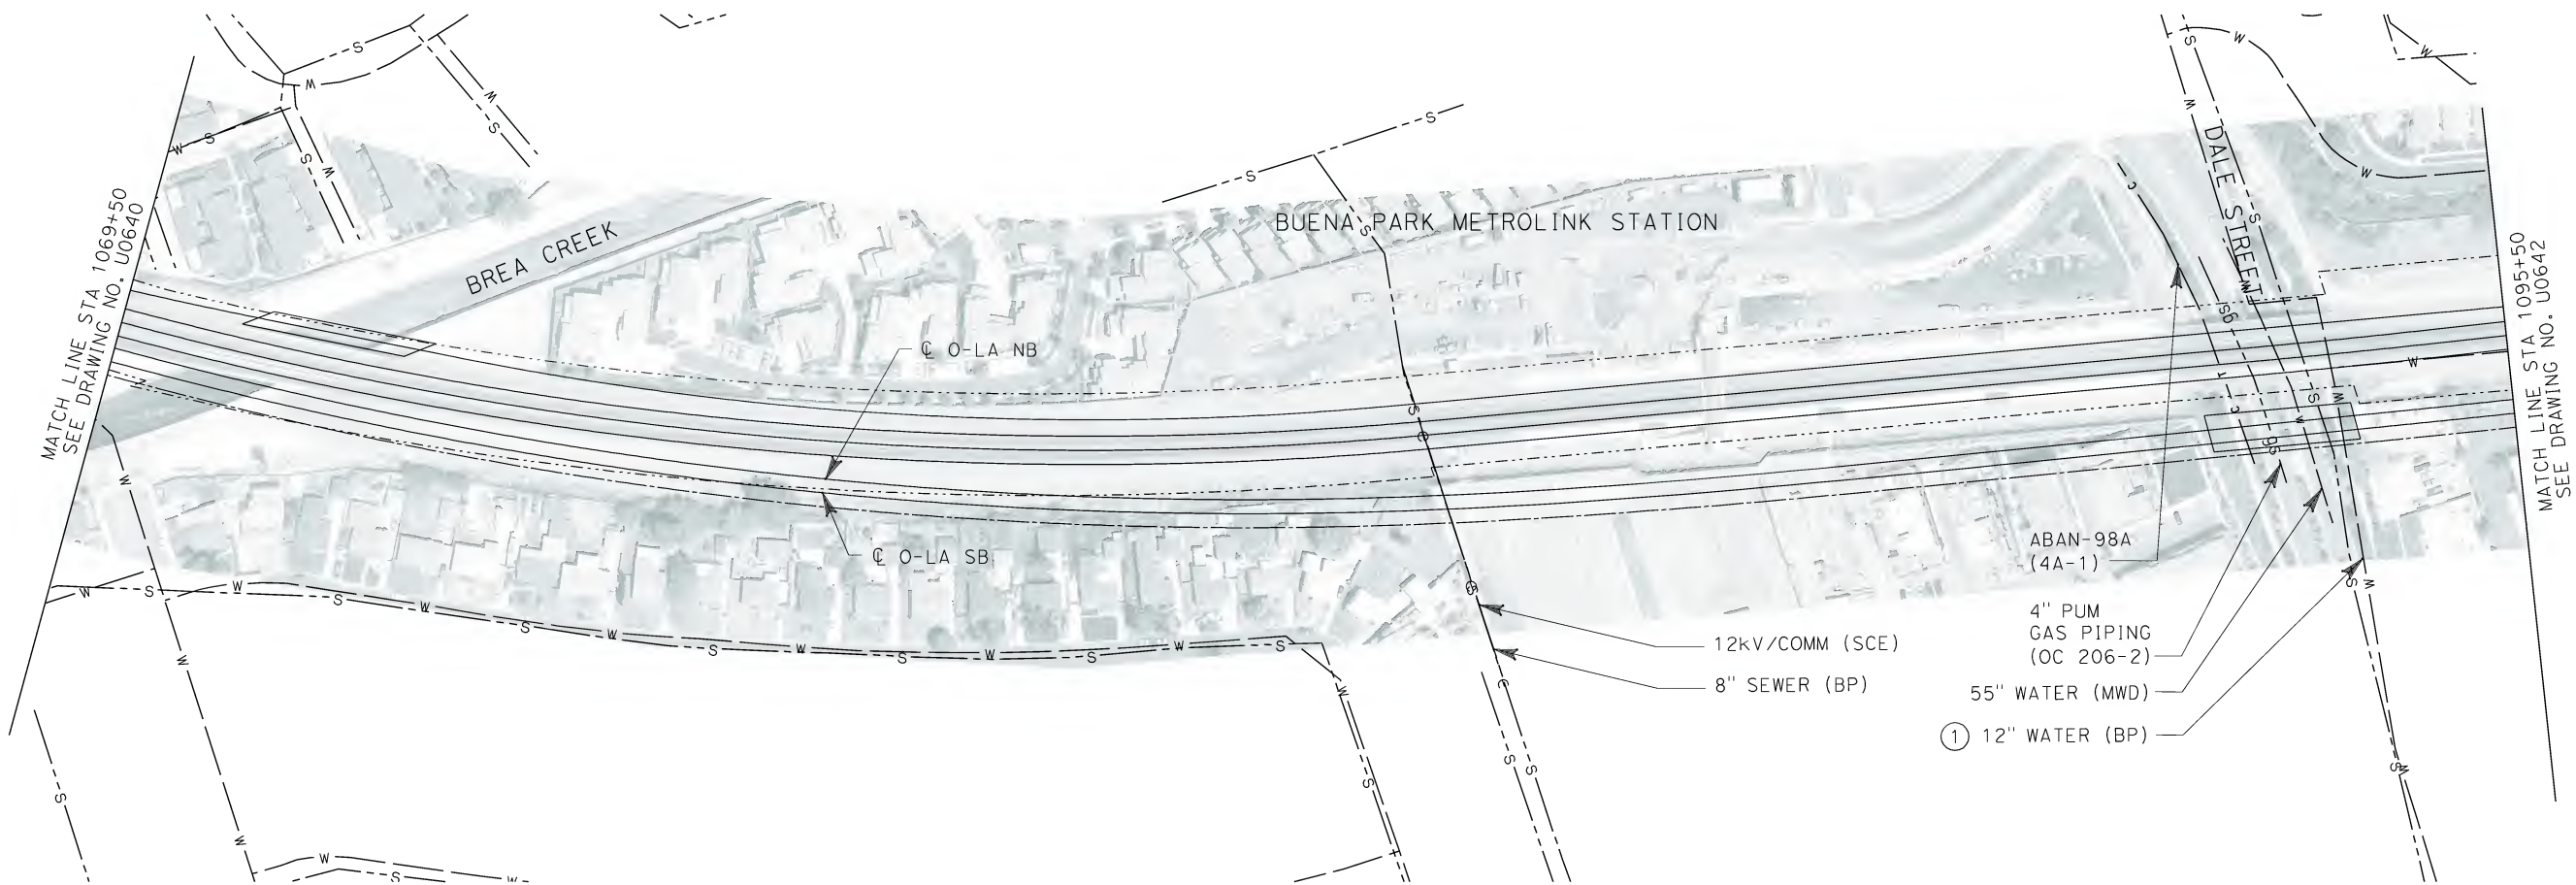 MATCH LINE STA 1069+50
SEE DRAWING NO. U0640
BREA CREEK
BUENA PARK METROLINK STATION
DALE STREET
MATCH LINE STA 1095+50
SEE DRAWING NO. U0642
℄ O-LA NB
℄ O-LA SB
ABAN-98A
(4A-1)
4" PUM
GAS PIPING
(OC 206-2)
12kV/COMM (SCE)
8" SEWER (BP)
55" WATER (MWD)
1 12" WATER (BP)